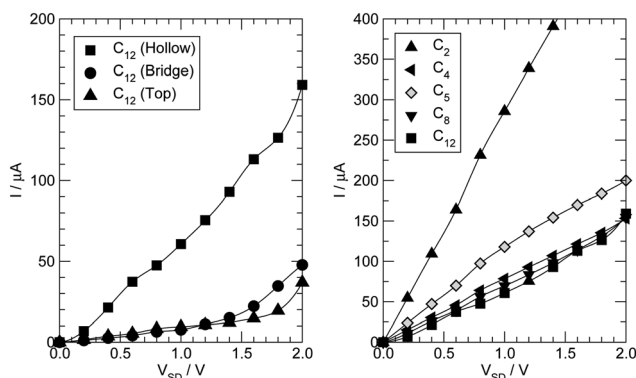 200
150
100
50
0
I / μA
C12 (Hollow)
C12 (Bridge)
C12 (Top)
0.0 0.5 1.0 1.5 2.0
VSD / V
400
350
300
250
200
150
100
50
0
I / μA
C2
C4
C5
C8
C12
0.0 0.5 1.0 1.5 2.0
VSD / V